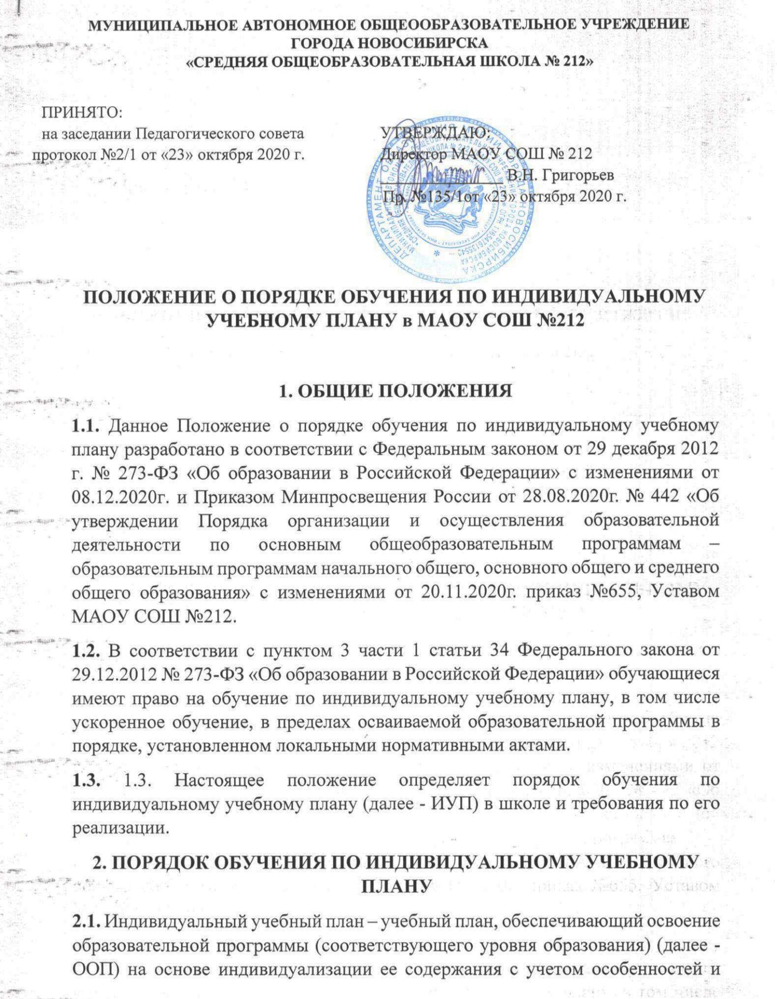 МУНИЦИПАЛЬНОЕ АВТОНОМНОЕ ОБЩЕООБРАЗОВАТЕЛЬНОЕ УЧРЕЖДЕНИЕ
ГОРОДА НОВОСИБИРСКА
«СРЕДНЯЯ ОБЩЕОБРАЗОВАТЕЛЬНАЯ ШКОЛА № 212»
ПРИНЯТО:
на заседании Педагогического совета
протокол №2/1 от «23» октября 2020 г.
УТВЕРЖДАЮ:
Директор МАОУ СОШ № 212
В.Н. Григорьев
Пр. №135/1от «23» октября 2020 г.
ДЕПАРТАМЕНТ ОБРАЗОВАНИЯ МЭРИИ ГОРОДА НОВОСИБИРСКА
ПОЛОЖЕНИЕ О ПОРЯДКЕ ОБУЧЕНИЯ ПО ИНДИВИДУАЛЬНОМУ
УЧЕБНОМУ ПЛАНУ в МАОУ СОШ №212
1. ОБЩИЕ ПОЛОЖЕНИЯ
1.1. Данное Положение о порядке обучения по индивидуальному учебному
плану разработано в соответствии с Федеральным законом от 29 декабря 2012
г. № 273-ФЗ «Об образовании в Российской Федерации» с изменениями от
08.12.2020г. и Приказом Минпросвещения России от 28.08.2020г. № 442 «Об
утверждении Порядка организации и осуществления образовательной
деятельности по основным общеобразовательным программам –
образовательным программам начального общего, основного общего и среднего
общего образования» с изменениями от 20.11.2020г. приказ №655, Уставом
МАОУ СОШ №212.
1.2. В соответствии с пунктом 3 части 1 статьи 34 Федерального закона от
29.12.2012 № 273-ФЗ «Об образовании в Российской Федерации» обучающиеся
имеют право на обучение по индивидуальному учебному плану, в том числе
ускоренное обучение, в пределах осваиваемой образовательной программы в
порядке, установленном локальными нормативными актами.
1.3. 1.3. Настоящее положение определяет порядок обучения по
индивидуальному учебному плану (далее - ИУП) в школе и требования по его
реализации.
2. ПОРЯДОК ОБУЧЕНИЯ ПО ИНДИВИДУАЛЬНОМУ УЧЕБНОМУ
ПЛАНУ
2.1. Индивидуальный учебный план – учебный план, обеспечивающий освоение
образовательной программы (соответствующего уровня образования) (далее -
ООП) на основе индивидуализации ее содержания с учетом особенностей и